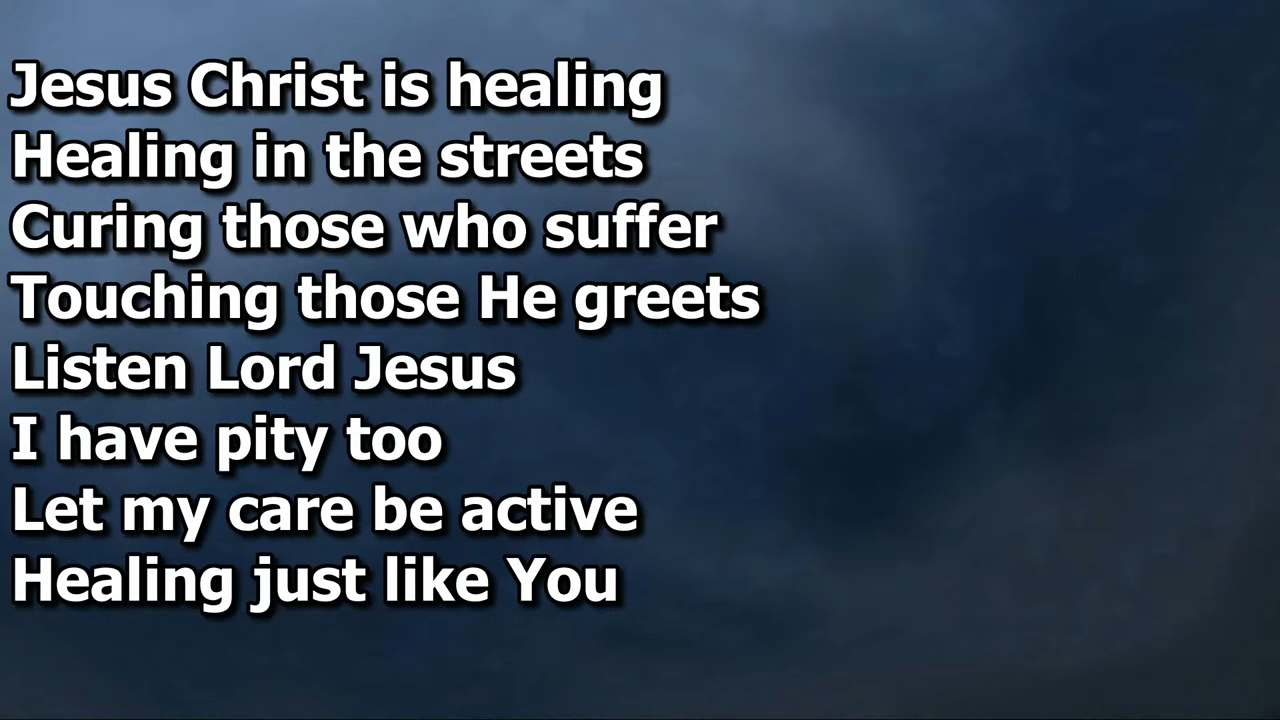 Jesus Christ is healing
Healing in the streets
Curing those who suffer
Touching those He greets
Listen Lord Jesus
I have pity too
Let my care be active
Healing just like You